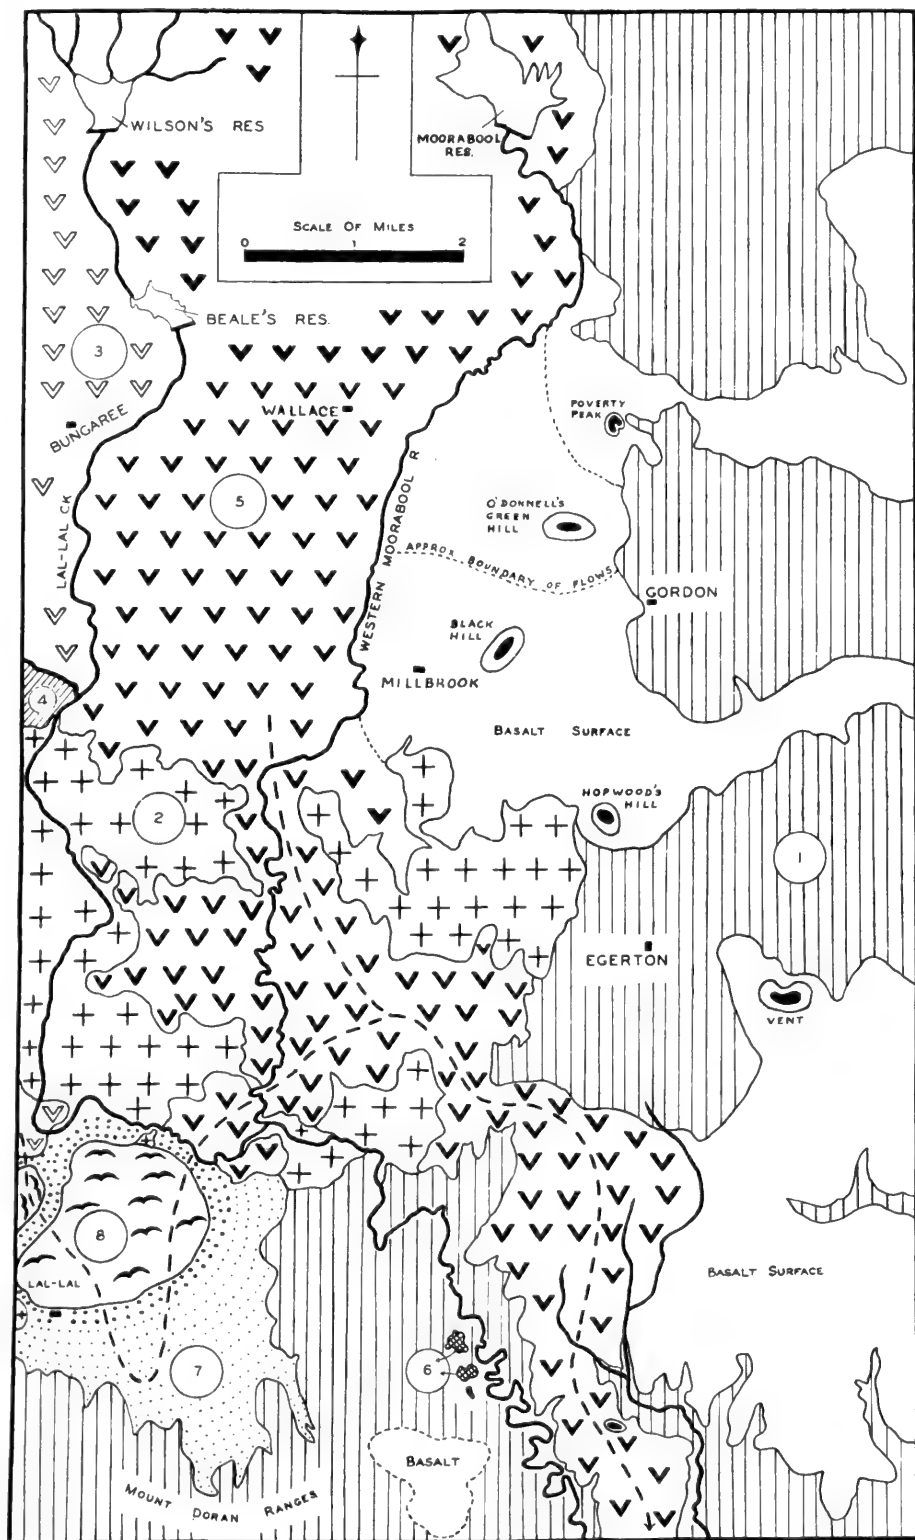 WILSON'S RES
MOORABOOL
RES.
SCALE OF MILES
0 1 2
BEALE'S RES.
3
WALLACE
BUNGAREE
POVERTY
PEAK
5
O'DONNELL'S
GREEN
HILL
LAL-LAL CK
WESTERN MOORABOOL R
APPROX BOUNDARY OF FLOWS
GORDON
BLACK
HILL
MILLBROOK
4
BASALT SURFACE
HOPWOOD'S
HILL
2
1
EGERTON
VENT
8
LAL-LAL
BASALT SURFACE
7
6
BASALT
MOUNT DORAN RANGES